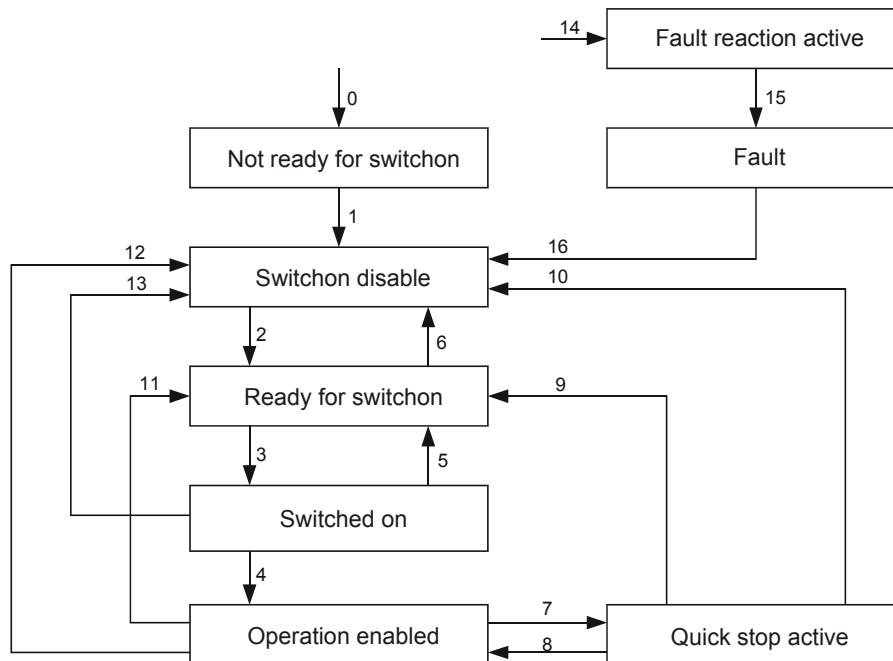 14
Fault reaction active
0
15
Not ready for switchon
Fault
1
12
16
Switchon disable
13
10
2
6
11
Ready for switchon
9
3
5
Switched on
4
7
Operation enabled
8
Quick stop active